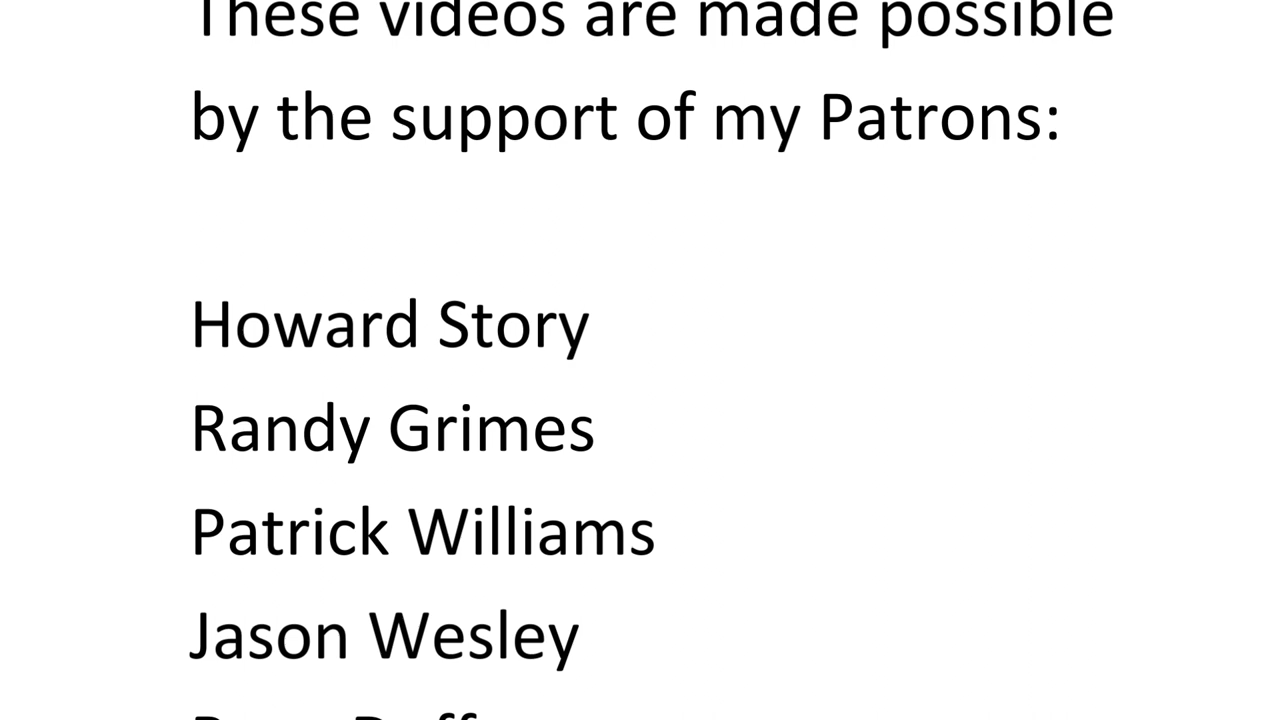 These videos are made possible
by the support of my Patrons:
Howard Story
Randy Grimes
Patrick Williams
Jason Wesley